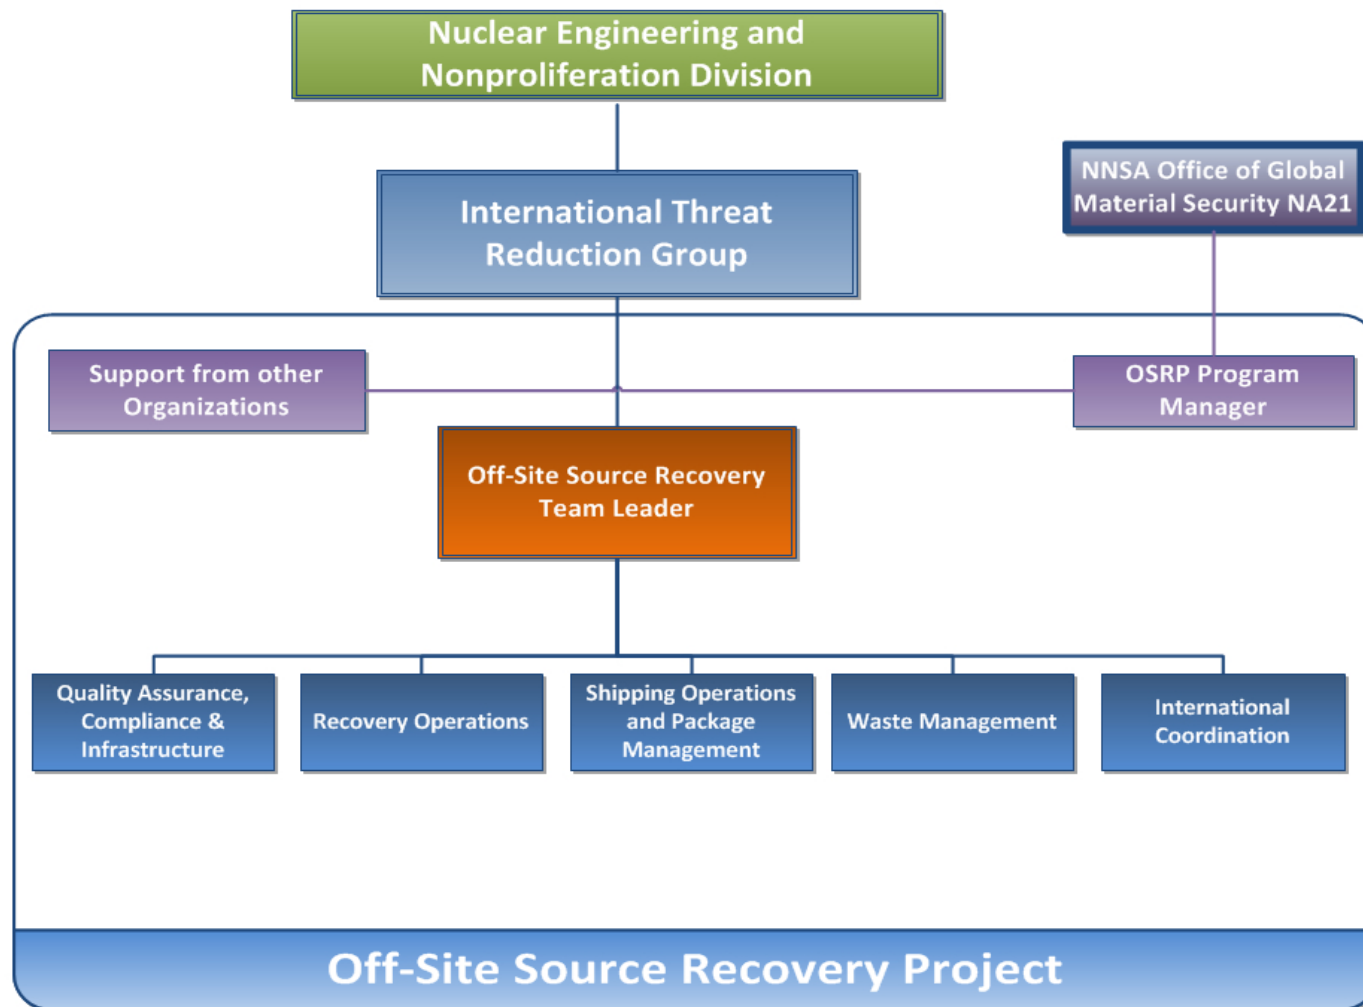 Nuclear Engineering and
Nonproliferation Division
NNSA Office of Global
Material Security NA21
International Threat
Reduction Group
Support from other
Organizations
OSRP Program
Manager
Off-Site Source Recovery
Team Leader
Quality Assurance,
Compliance &
Infrastructure
Recovery Operations
Shipping Operations
and Package
Management
Waste Management
International
Coordination
Off-Site Source Recovery Project